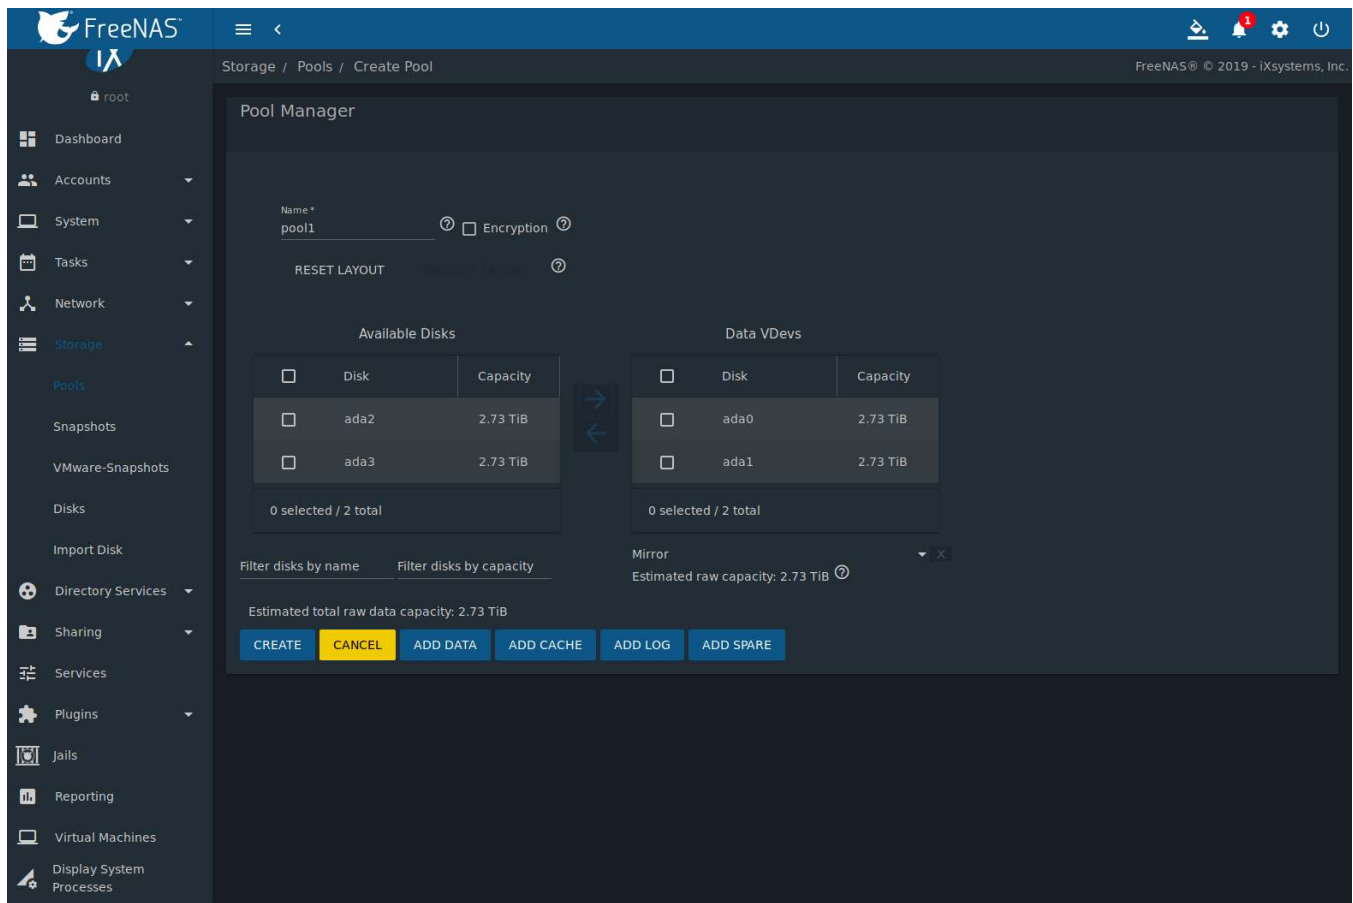 FreeNAS™
1
iX
Storage / Pools / Create Pool
FreeNAS® © 2019 - iXsystems, Inc.
root
Dashboard
Accounts
System
Tasks
Network
Storage
Pools
Snapshots
VMware-Snapshots
Disks
Import Disk
Directory Services
Sharing
Services
Plugins
Jails
Reporting
Virtual Machines
Display System
Processes
Pool Manager
Name *
pool1
Encryption
RESET LAYOUT
Available Disks
Disk Capacity
ada2 2.73 TiB
ada3 2.73 TiB
0 selected / 2 total
Filter disks by name Filter disks by capacity
Data VDevs
Disk Capacity
ada0 2.73 TiB
ada1 2.73 TiB
0 selected / 2 total
Mirror X
Estimated raw capacity: 2.73 TiB
Estimated total raw data capacity: 2.73 TiB
CREATE CANCEL ADD DATA ADD CACHE ADD LOG ADD SPARE